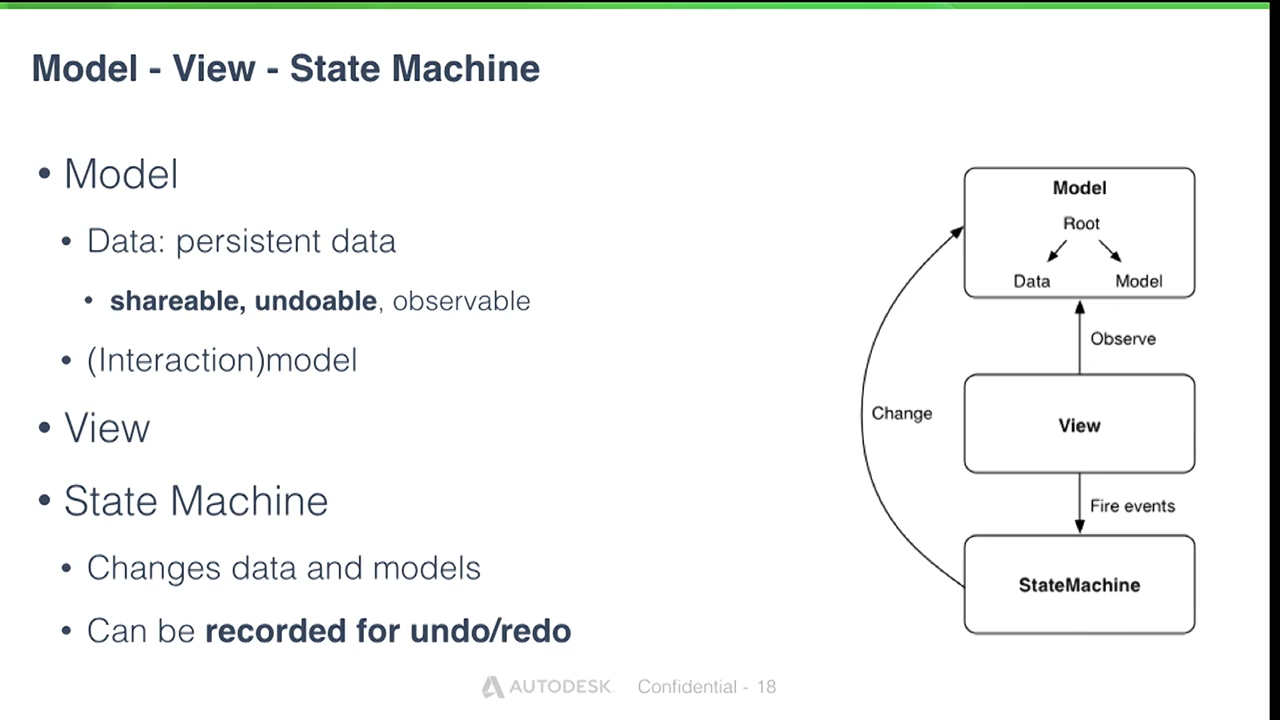 Model - View - State Machine
• Model
• Data: persistent data
• shareable, undoable, observable
• (Interaction)model
• View
• State Machine
• Changes data and models
• Can be recorded for undo/redo
Model
Root
Data Model
Observe
Change
View
Fire events
StateMachine
AUTODESK Confidential - 18